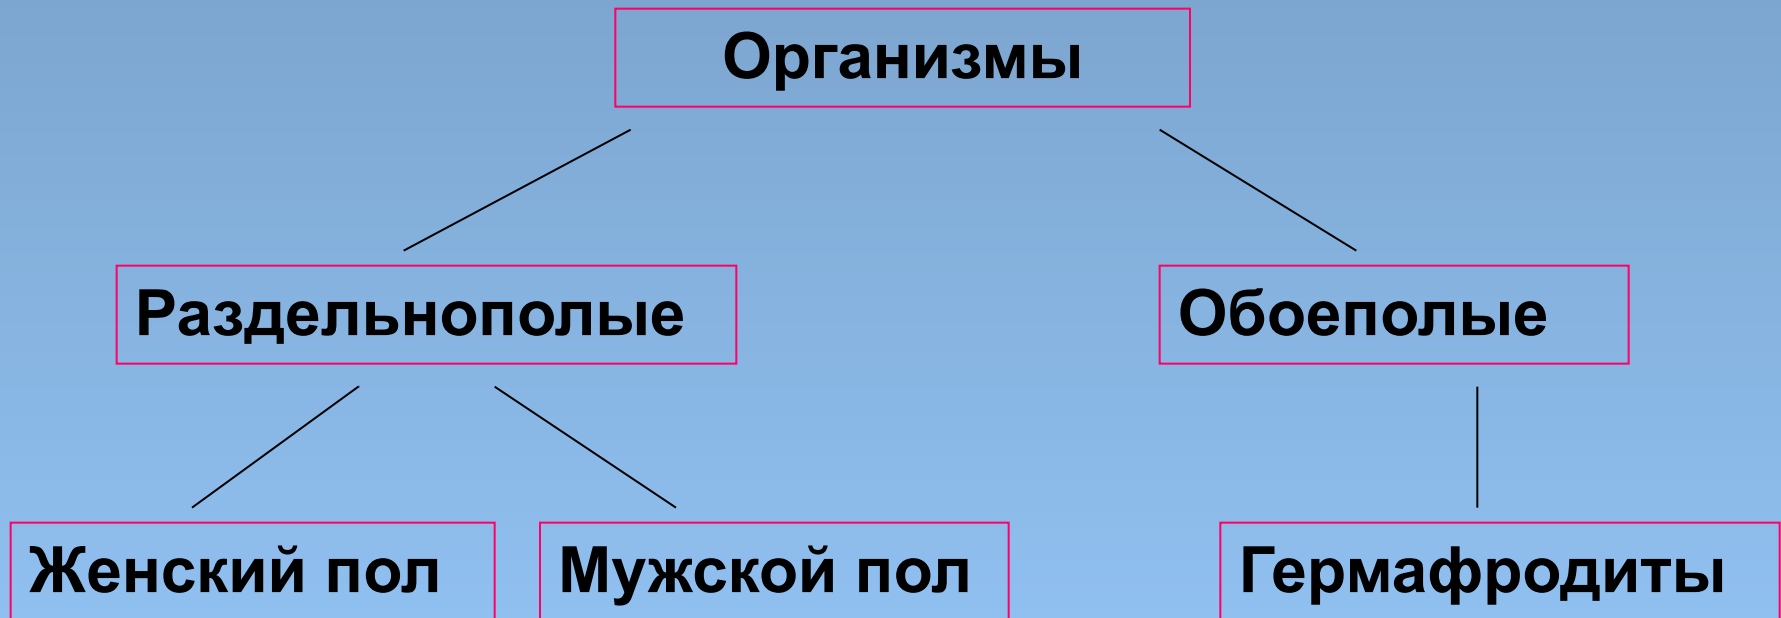 Организмы
Раздельнополые
Обоеполые
Женский пол
Мужской пол
Гермафродиты